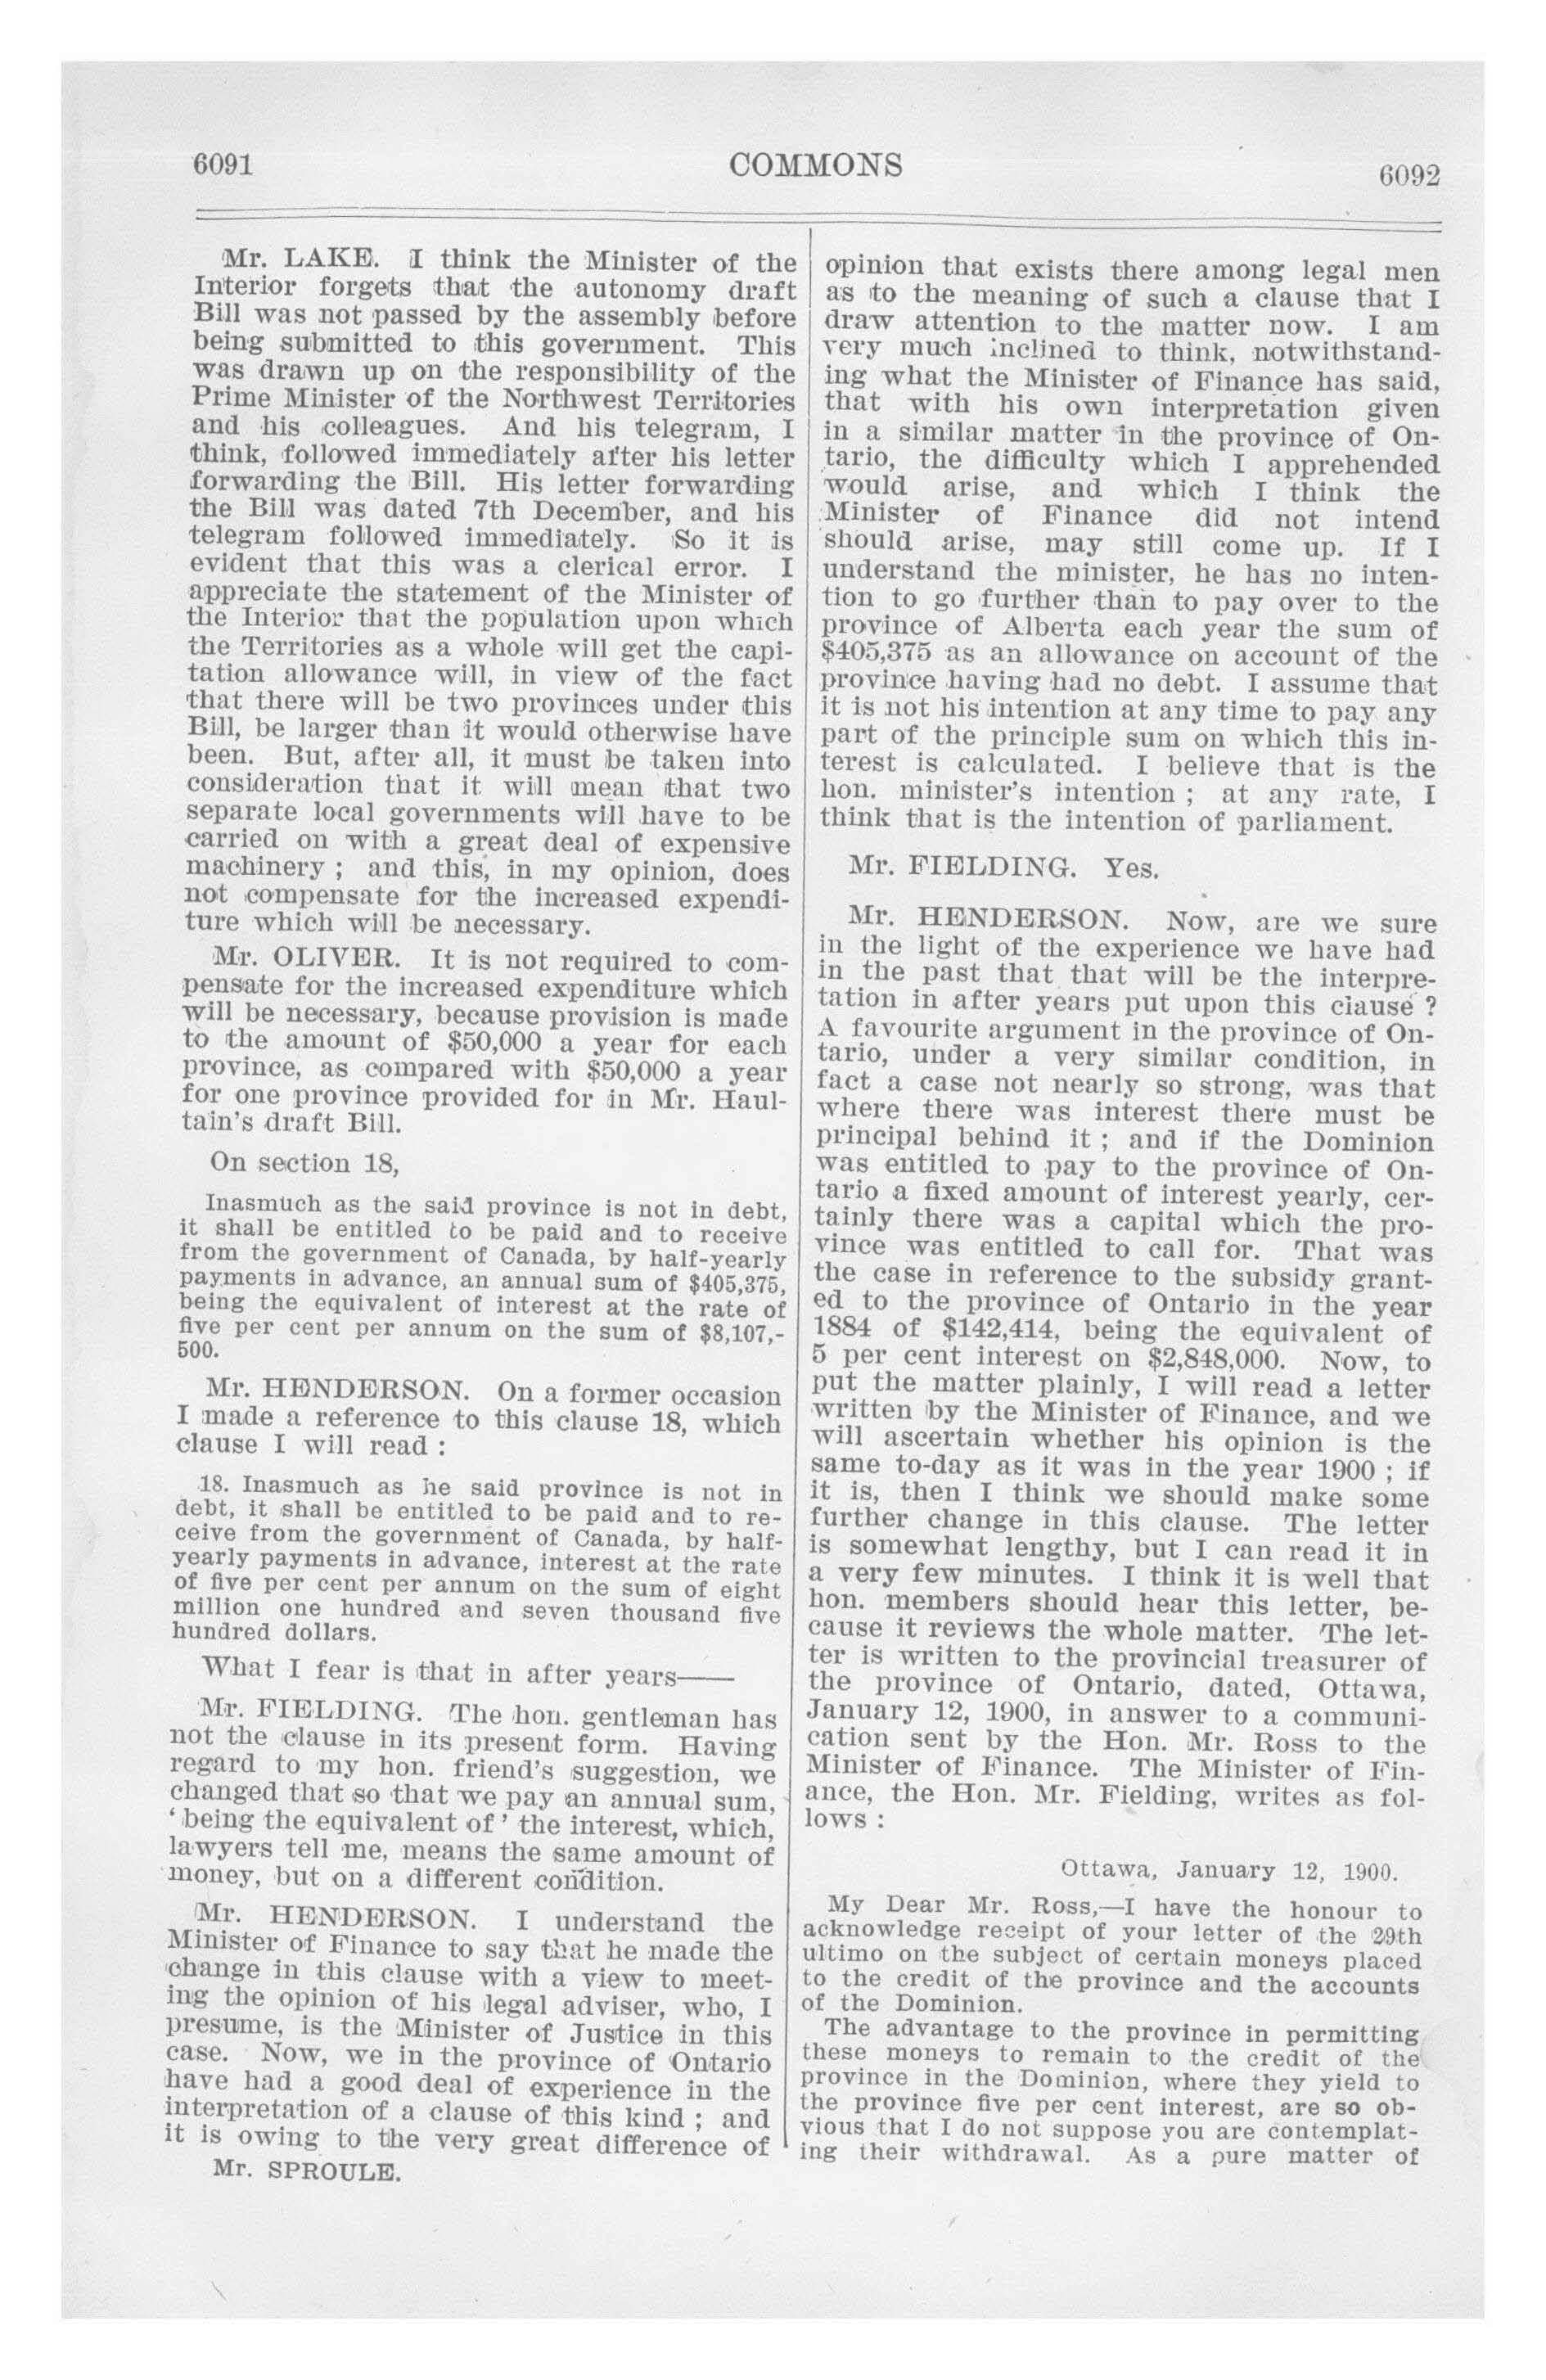 6091
COMMONS
6092
Mr. LAKE. I think the Minister of the
Interior forgets that the autonomy draft
Bill was not passed by the assembly before
being submitted to this government. This
was drawn up on the responsibility of the
Prime Minister of the Northwest Territories
and his colleagues. And his telegram, I
think, followed immediately after his letter
forwarding the Bill. His letter forwarding
the Bill was dated 7th December, and his
telegram followed immediately. So it is
evident that this was a clerical error. I
appreciate the statement of the Minister of
the Interior that the population upon which
the Territories as a whole will get the capi-
tation allowance will, in view of the fact
that there will be two provinces under this
Bill, be larger than it would otherwise have
been. But, after all, it must be taken into
consideration that it will mean that two
separate local governments will have to be
carried on with a great deal of expensive
machinery ; and this, in my opinion, does
not compensate for the increased expendi-
ture which will be necessary.
Mr. OLIVER. It is not required to com-
pensate for the increased expenditure which
will be necessary, because provision is made
to the amount of $50,000 a year for each
province, as compared with $50,000 a year
for one province provided for in Mr. Haul-
tain's draft Bill.
On section 18,
Inasmuch as the said province is not in debt,
it shall be entitled to be paid and to receive
from the government of Canada, by half-yearly
payments in advance, an annual sum of $405,375,
being the equivalent of interest at the rate of
five per cent per annum on the sum of $8,107,-
500.
Mr. HENDERSON. On a former occasion
I made a reference to this clause 18, which
clause I will read :
18. Inasmuch as he said province is not in
debt, it shall be entitled to be paid and to re-
ceive from the government of Canada, by half-
yearly payments in advance, interest at the rate
of five per cent per annum on the sum of eight
million one hundred and seven thousand five
hundred dollars.
What I fear is that in after years——
Mr. FIELDING. The hon. gentleman has
not the clause in its present form. Having
regard to my hon. friend's suggestion, we
changed that so that we pay an annual sum,
' being the equivalent of ' the interest, which,
lawyers tell me, means the same amount of
money, but on a different condition.
Mr. HENDERSON. I understand the
Minister of Finance to say that he made the
change in this clause with a view to meet-
ing the opinion of his legal adviser, who, I
presume, is the Minister of Justice in this
case. Now, we in the province of Ontario
have had a good deal of experience in the
interpretation of a clause of this kind ; and
it is owing to the very great difference of
Mr. SPROULE.
opinion that exists there among legal men
as to the meaning of such a clause that I
draw attention to the matter now. I am
very much inclined to think, notwithstand-
ing what the Minister of Finance has said,
that with his own interpretation given
in a similar matter in the province of On-
tario, the difficulty which I apprehended
would arise, and which I think the
Minister of Finance did not intend
should arise, may still come up. If I
understand the minister, he has no inten-
tion to go further than to pay over to the
province of Alberta each year the sum of
$405,375 as an allowance on account of the
province having had no debt. I assume that
it is not his intention at any time to pay any
part of the principle sum on which this in-
terest is calculated. I believe that is the
hon. minister's intention ; at any rate, I
think that is the intention of parliament.
Mr. FIELDING. Yes.
Mr. HENDERSON. Now, are we sure
in the light of the experience we have had
in the past that that will be the interpre-
tation in after years put upon this clause ?
A favourite argument in the province of On-
tario, under a very similar condition, in
fact a case not nearly so strong, was that
where there was interest there must be
principal behind it ; and if the Dominion
was entitled to pay to the province of On-
tario a fixed amount of interest yearly, cer-
tainly there was a capital which the pro-
vince was entitled to call for. That was
the case in reference to the subsidy grant-
ed to the province of Ontario in the year
1884 of $142,414, being the equivalent of
5 per cent interest on $2,848,000. Now, to
put the matter plainly, I will read a letter
written by the Minister of Finance, and we
will ascertain whether his opinion is the
same to-day as it was in the year 1900 ; if
it is, then I think we should make some
further change in this clause. The letter
is somewhat lengthy, but I can read it in
a very few minutes. I think it is well that
hon. members should hear this letter, be-
cause it reviews the whole matter. The let-
ter is written to the provincial treasurer of
the province of Ontario, dated, Ottawa,
January 12, 1900, in answer to a communi-
cation sent by the Hon. Mr. Ross to the
Minister of Finance. The Minister of Fin-
ance, the Hon. Mr. Fielding, writes as fol-
lows :
Ottawa, January 12, 1900.
My Dear Mr. Ross,—I have the honour to
acknowledge receipt of your letter of the 29th
ultimo on the subject of certain moneys placed
to the credit of the province and the accounts
of the Dominion.
The advantage to the province in permitting
these moneys to remain to the credit of the
province in the Dominion, where they yield to
the province five per cent interest, are so ob-
vious that I do not suppose you are contemplat-
ing their withdrawal. As a pure matter of